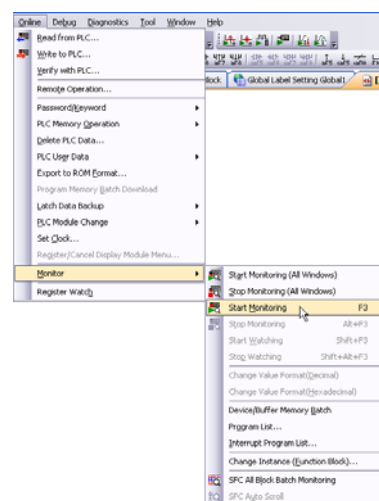 Online Debug Diagnostics Tool Window Help
Read from PLC...
Write to PLC...
Verify with PLC...
Remote Operation...
Password/Keyword
PLC Memory Operation
Delete PLC Data...
PLC User Data
Export to ROM Format...
Program Memory Batch Download
Latch Data Backup
PLC Module Change
Set Clock...
Register/Cancel Display Module Menu...
Monitor
Register Watch
lock Global Label Setting Global1
Start Monitoring (All Windows)
Stop Monitoring (All Windows)
Start Monitoring F3
Stop Monitoring Alt+F3
Start Watching Shift+F3
Stop Watching Shift+Alt+F3
Change Value Format(Decimal)
Change Value Format(Hexadecimal)
Device/Buffer Memory Batch
Program List...
Interrupt Program List...
Change Instance (Function Block)...
SFC All Block Batch Monitoring
SFC Auto Scroll